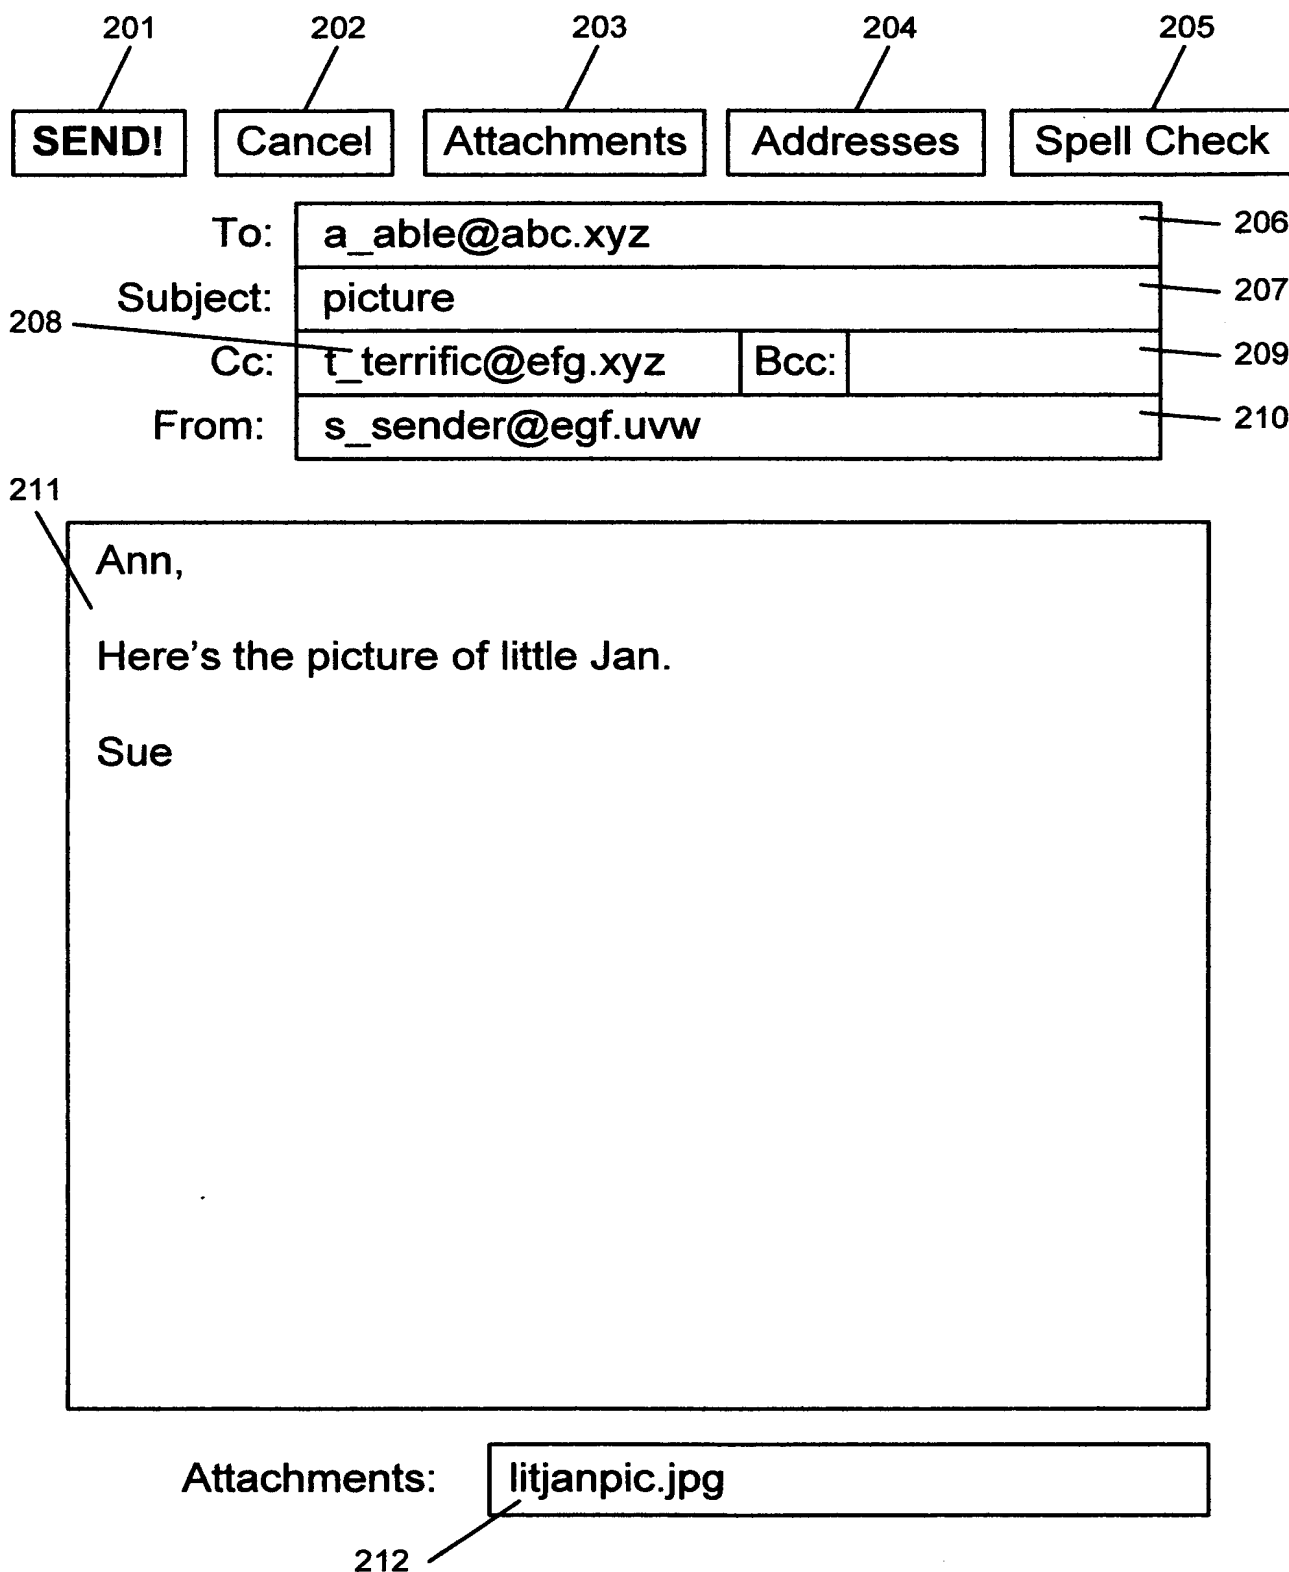 201 202 203 204 205
SEND! Cancel Attachments Addresses Spell Check
To: a_able@abc.xyz 206
Subject: picture 207
208 Cc: t_terrific@efg.xyz Bcc: 209
From: s_sender@egf.uvw 210
211
Ann,
Here's the picture of little Jan.
Sue
Attachments: litjanpic.jpg
212